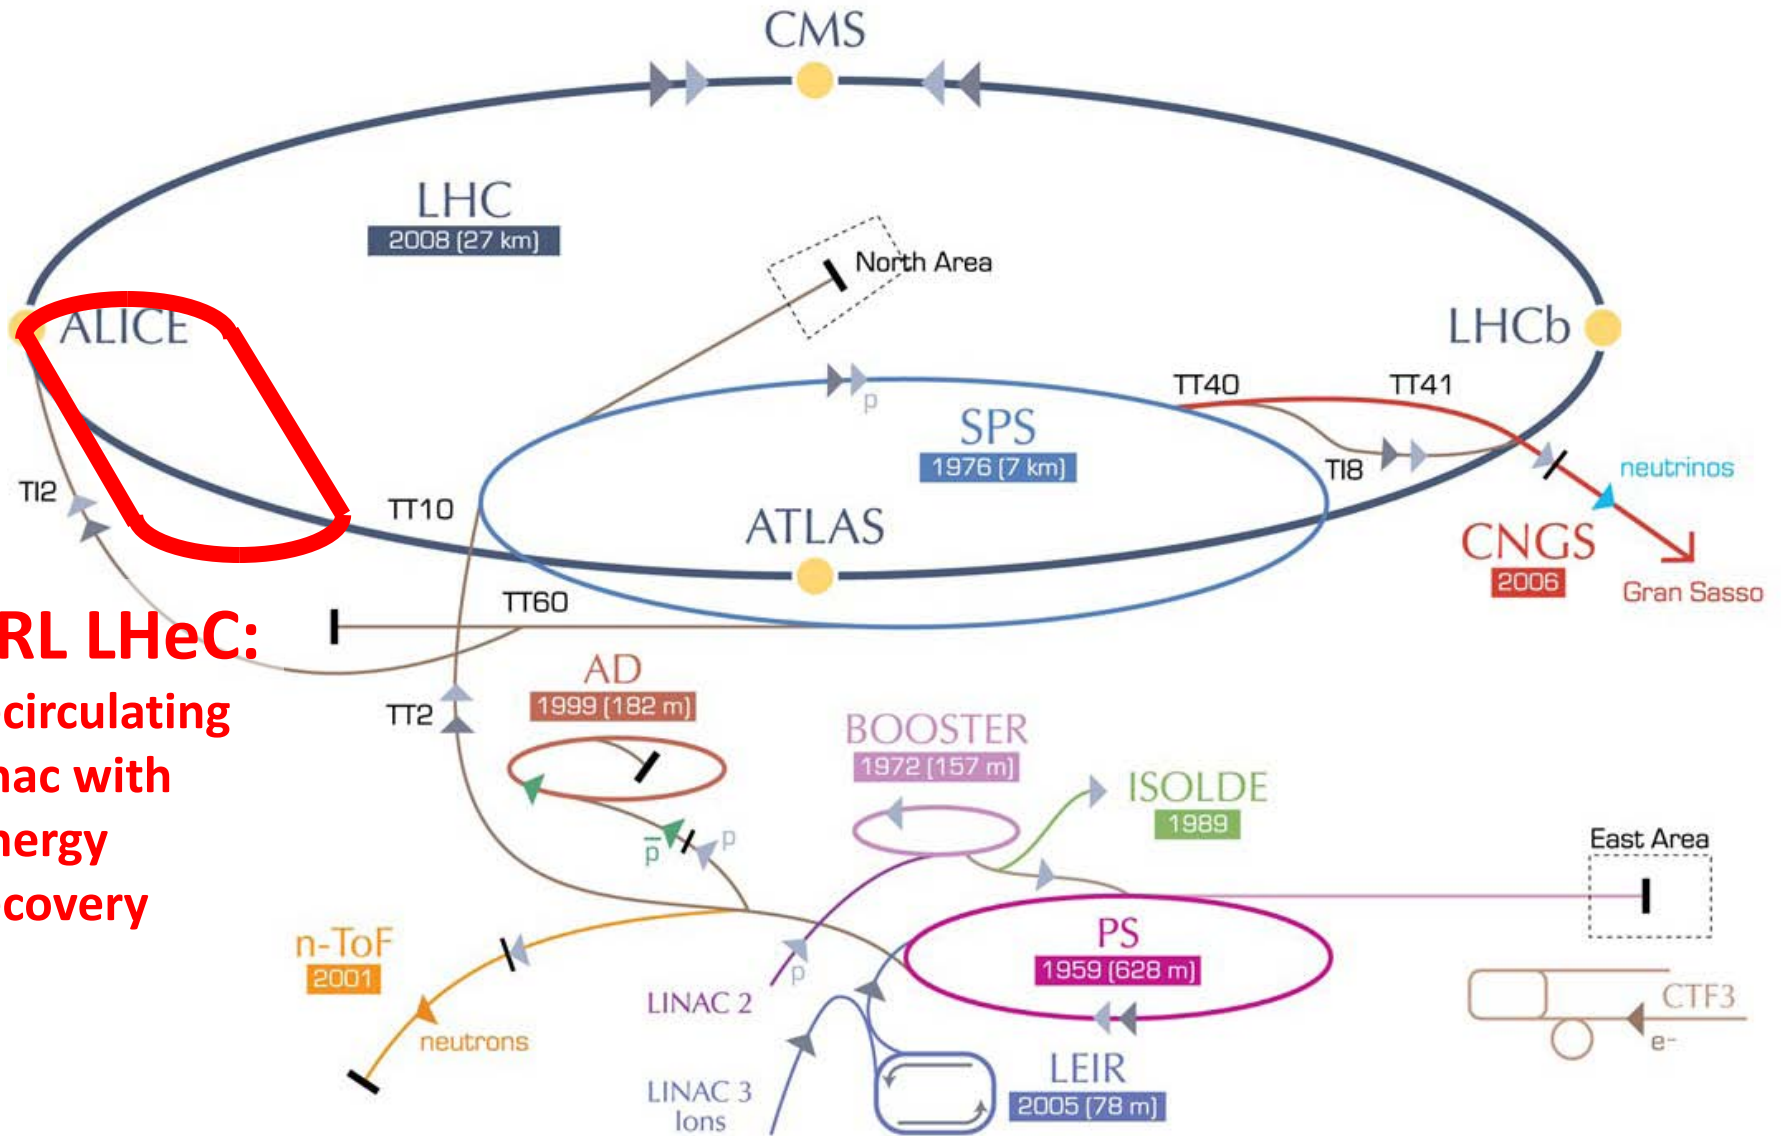 CMS
LHC
2008 (27 km)
North Area
ALICE
LHCb
TT40
TT41
p
SPS
1976 (7 km)
TI8
neutrinos
TI2
TT10
ATLAS
CNGS
2006
Gran Sasso
TT60
RL LHeC:
circulating
nac with
nergy
covery
AD
1999 (182 m)
TT2
BOOSTER
1972 (157 m)
ISOLDE
1989
East Area
p̅
p
n-ToF
2001
PS
1959 (628 m)
p
LINAC 2
CTF3
neutrons
e-
LEIR
2005 (78 m)
LINAC 3
Ions